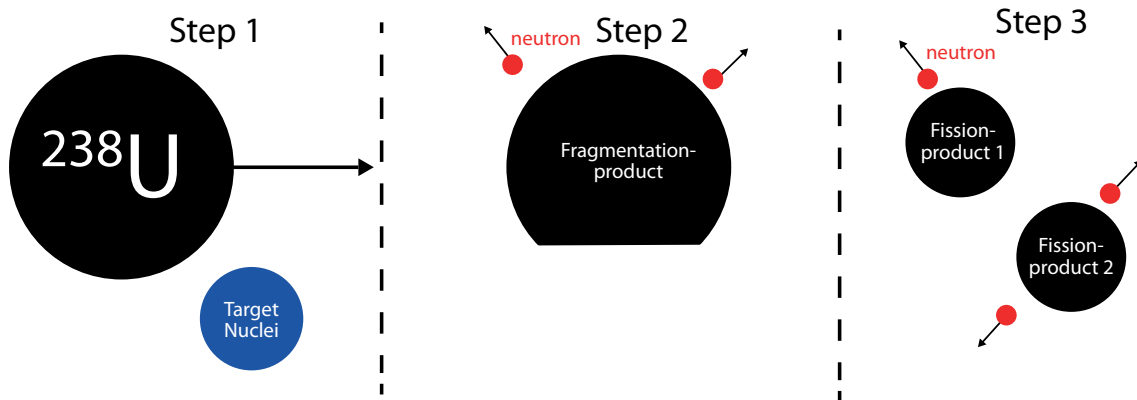 Step 1
238U
Target
Nuclei
Step 2
neutron
Fragmentation-
product
Step 3
neutron
Fission-
product 1
Fission-
product 2